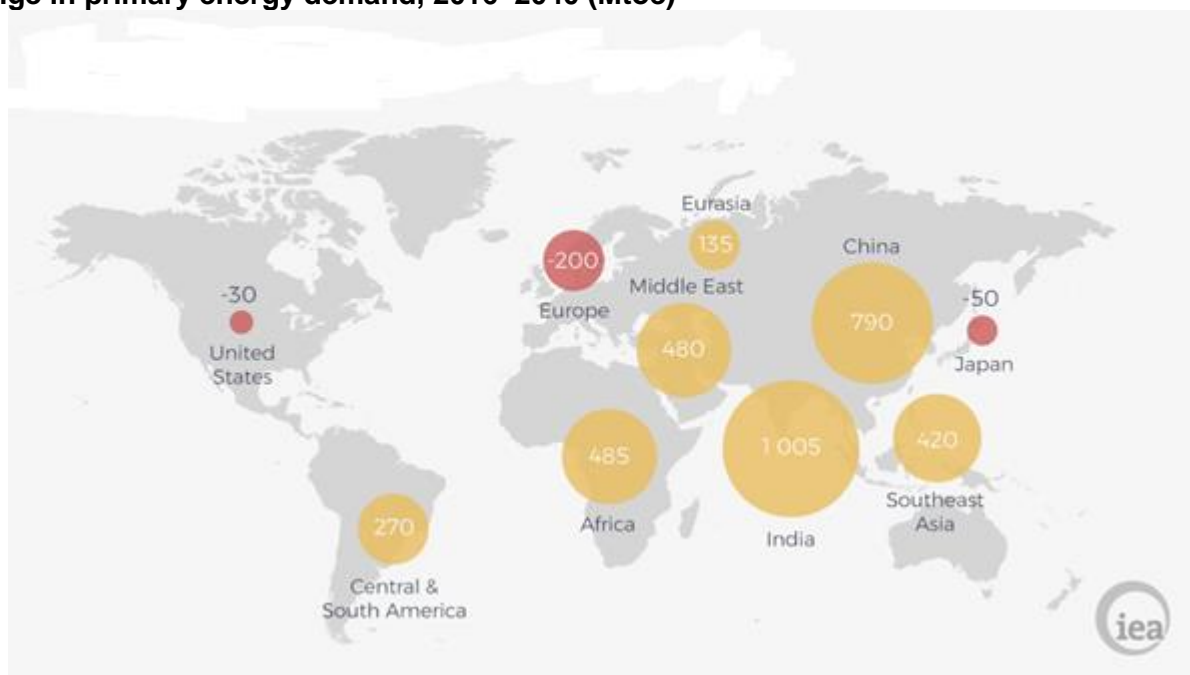 -30
United
States
270
Central &
South America
-200
Europe
Eurasia
135
Middle East
480
485
Africa
China
790
1 005
India
-50
Japan
420
Southeast
Asia
iea